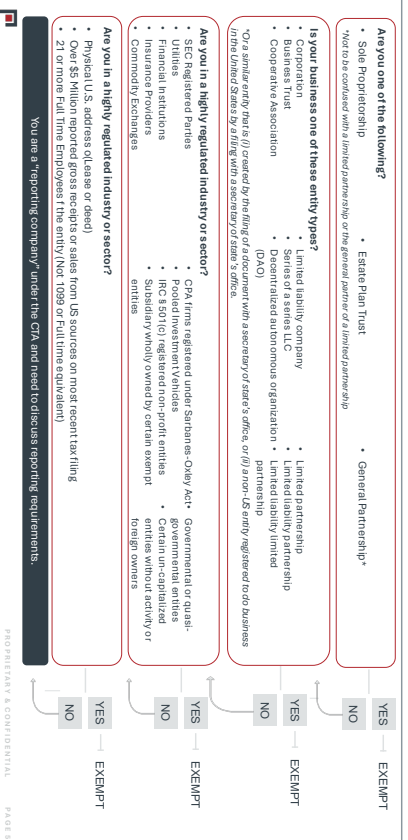 Are you one of the following?
• Sole Proprietorship
• Estate Plan Trust
• General Partnership*
*Not to be confused with a limited partnership or the general partner of a limited partnership
YES
EXEMPT
NO
Is your business one of these entity types?
• Corporation
• Business Trust
• Cooperative Association
• Limited liability company
• Series of a series LLC
• Decentralized autonomous organization
(DAO)
• Limited partnership
• Limited liability partnership
• Limited liability limited
partnership
*Or a similar entity that is (i) created by the filing of a document with a secretary of state's office, or (ii) a non-US entity registered to do business
in the United States by a filing with a secretary of state's office.
YES
EXEMPT
NO
Are you in a highly regulated industry or sector?
• SEC Registered Parties
• Utilities
• Financial Institutions
• Insurance Providers
• Commodity Exchanges
• CPA firms registered under Sarbanes-Oxley Act
• Pooled Investment Vehicles
• IRC § 501(c) registered non-profit entities
• Subsidiary wholly owned by certain exempt
entities
• Governmental or quasi-
governmental entities
• Certain un-capitalized
entities without activity or
foreign owners
YES
EXEMPT
NO
Are you in a highly regulated industry or sector?
• Physical U.S. address o(Lease or deed)
• Over $5 Million reported gross receipts or sales from US sources on most recent tax filing
• 21 or more Full Time Employees f the entity (Not 1099 or Full time equivalent)
YES
EXEMPT
NO
You are a "reporting company" under the CTA and need to discuss reporting requirements.
PROPRIETARY & CONFIDENTIAL
PAGE 5